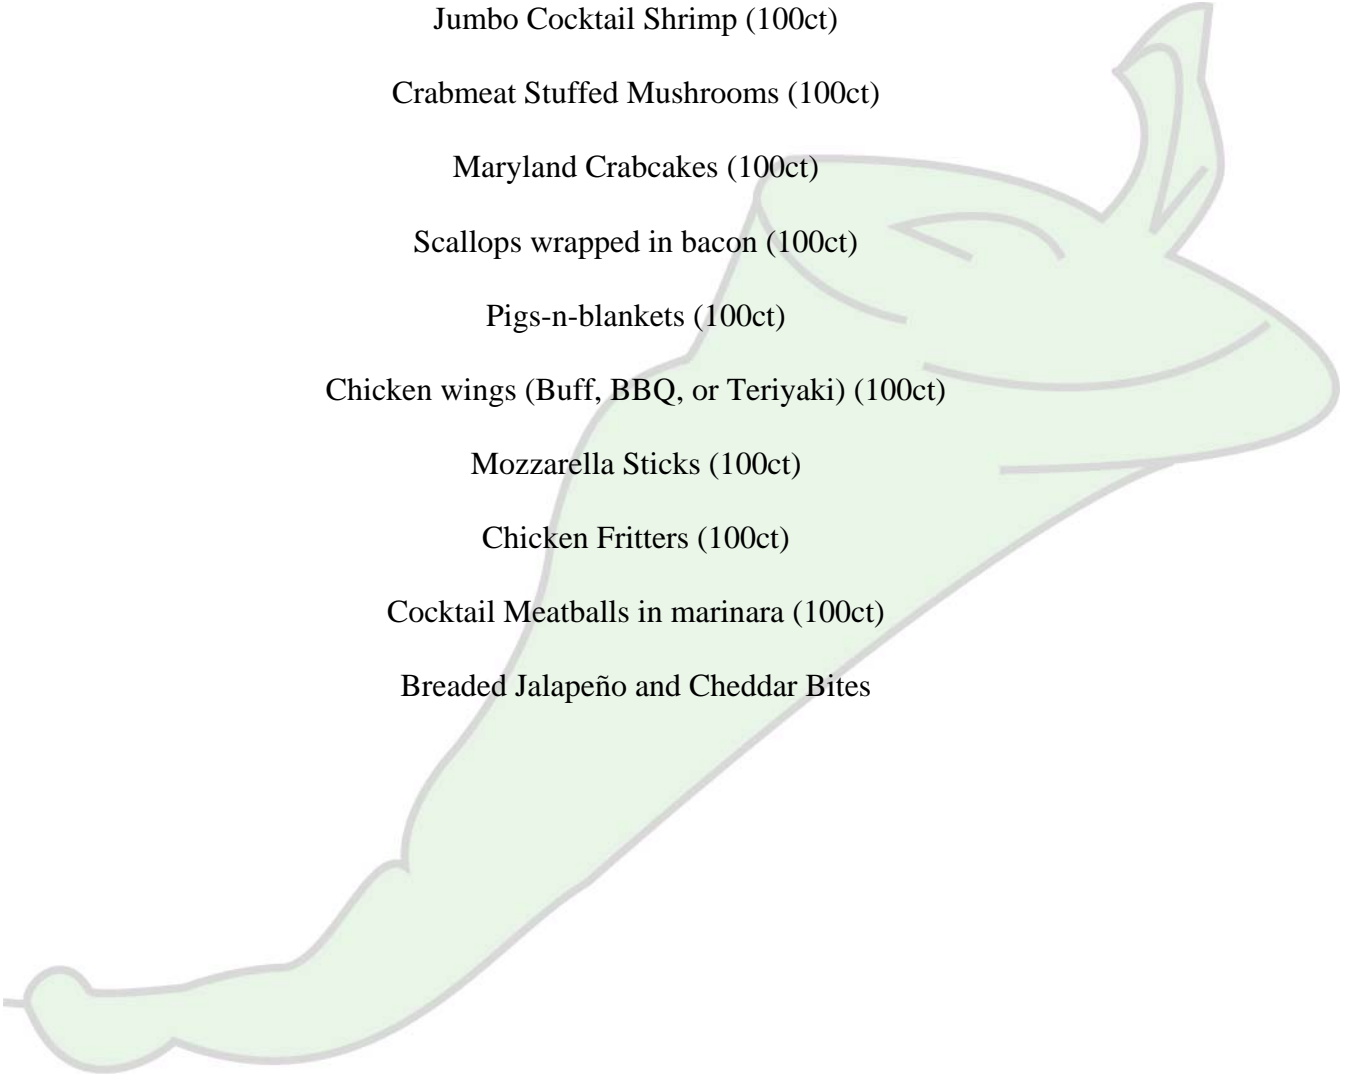 Jumbo Cocktail Shrimp (100ct)
Crabmeat Stuffed Mushrooms (100ct)
Maryland Crabcakes (100ct)
Scallops wrapped in bacon (100ct)
Pigs-n-blankets (100ct)
Chicken wings (Buff, BBQ, or Teriyaki) (100ct)
Mozzarella Sticks (100ct)
Chicken Fritters (100ct)
Cocktail Meatballs in marinara (100ct)
Breaded Jalapeño and Cheddar Bites